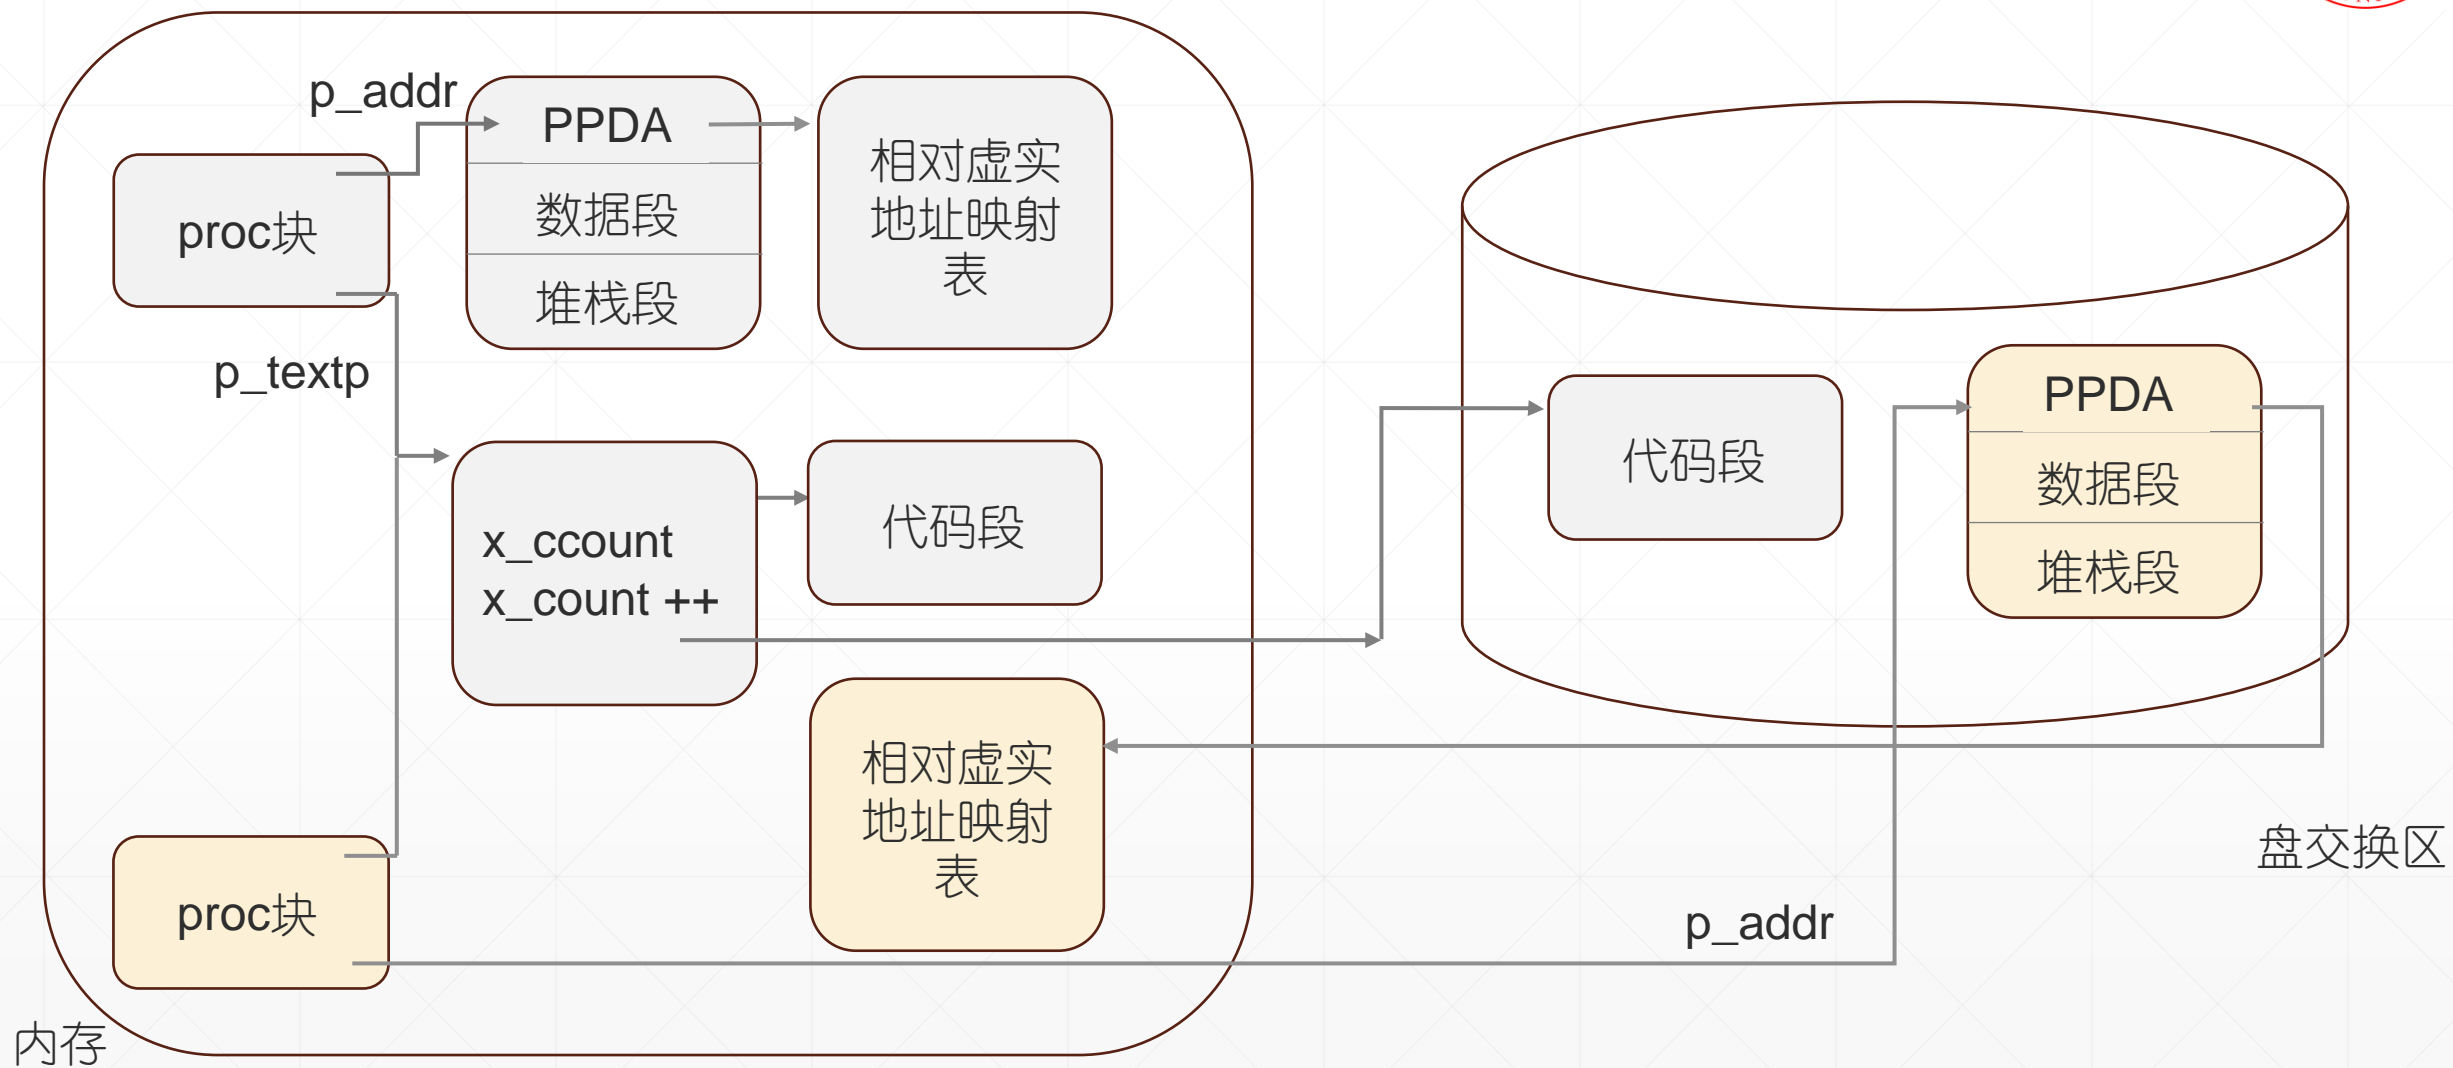 p_addr
PPDA
数据段
堆栈段
相对虚实
地址映射
表
proc块
p_textp
x_ccount
x_count ++
代码段
代码段
PPDA
数据段
堆栈段
相对虚实
地址映射
表
proc块
p_addr
盘交换区
内存